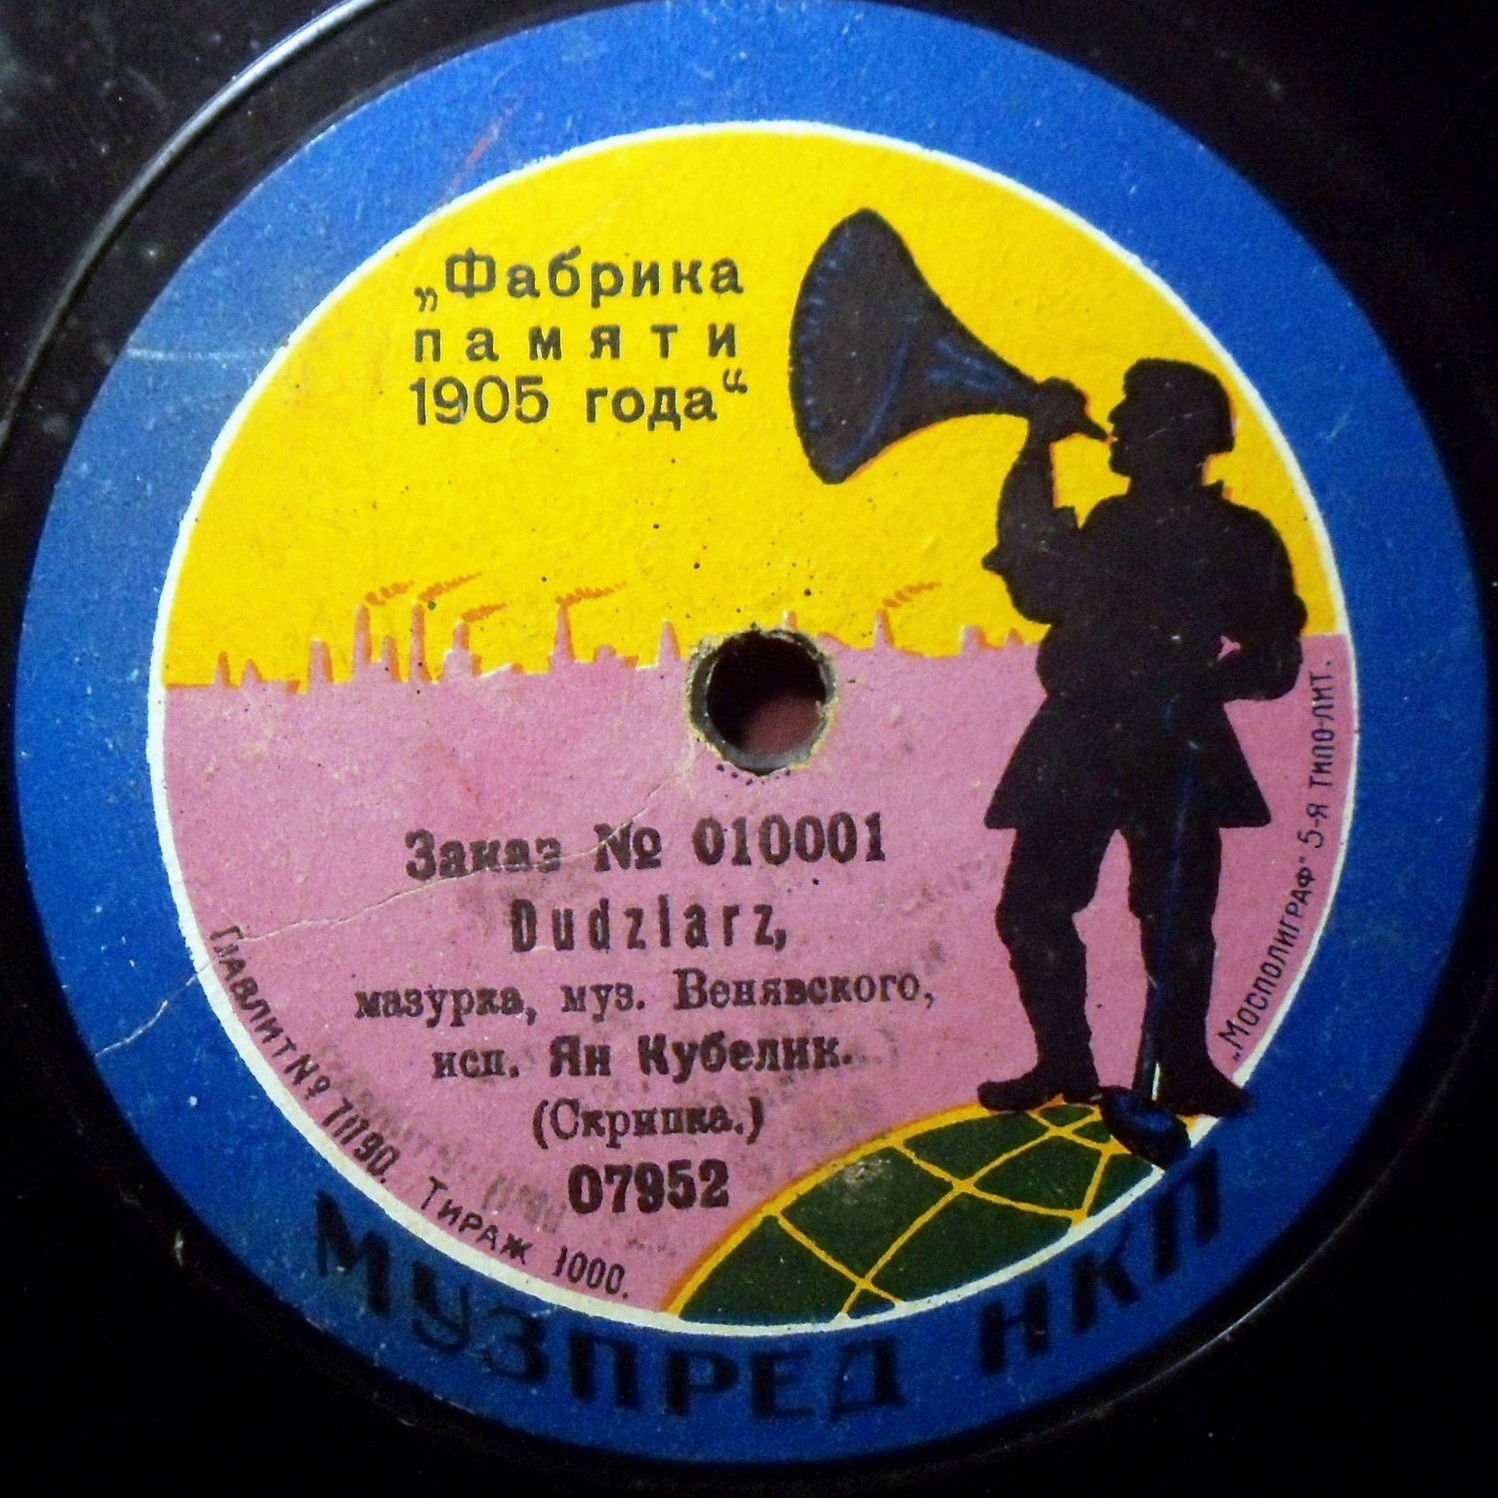 „Фабрика
памяти
1905 года“
Заказ № 010001
Dudziarz,
мазурка, муз. Венявского,
исп. Ян Кубелик.
(Скрипка.)
07952
Главлит № 71190. Тираж 1000.
„Мосполиграф“ 5-я типо-лит.
МУЗПРЕД НКП